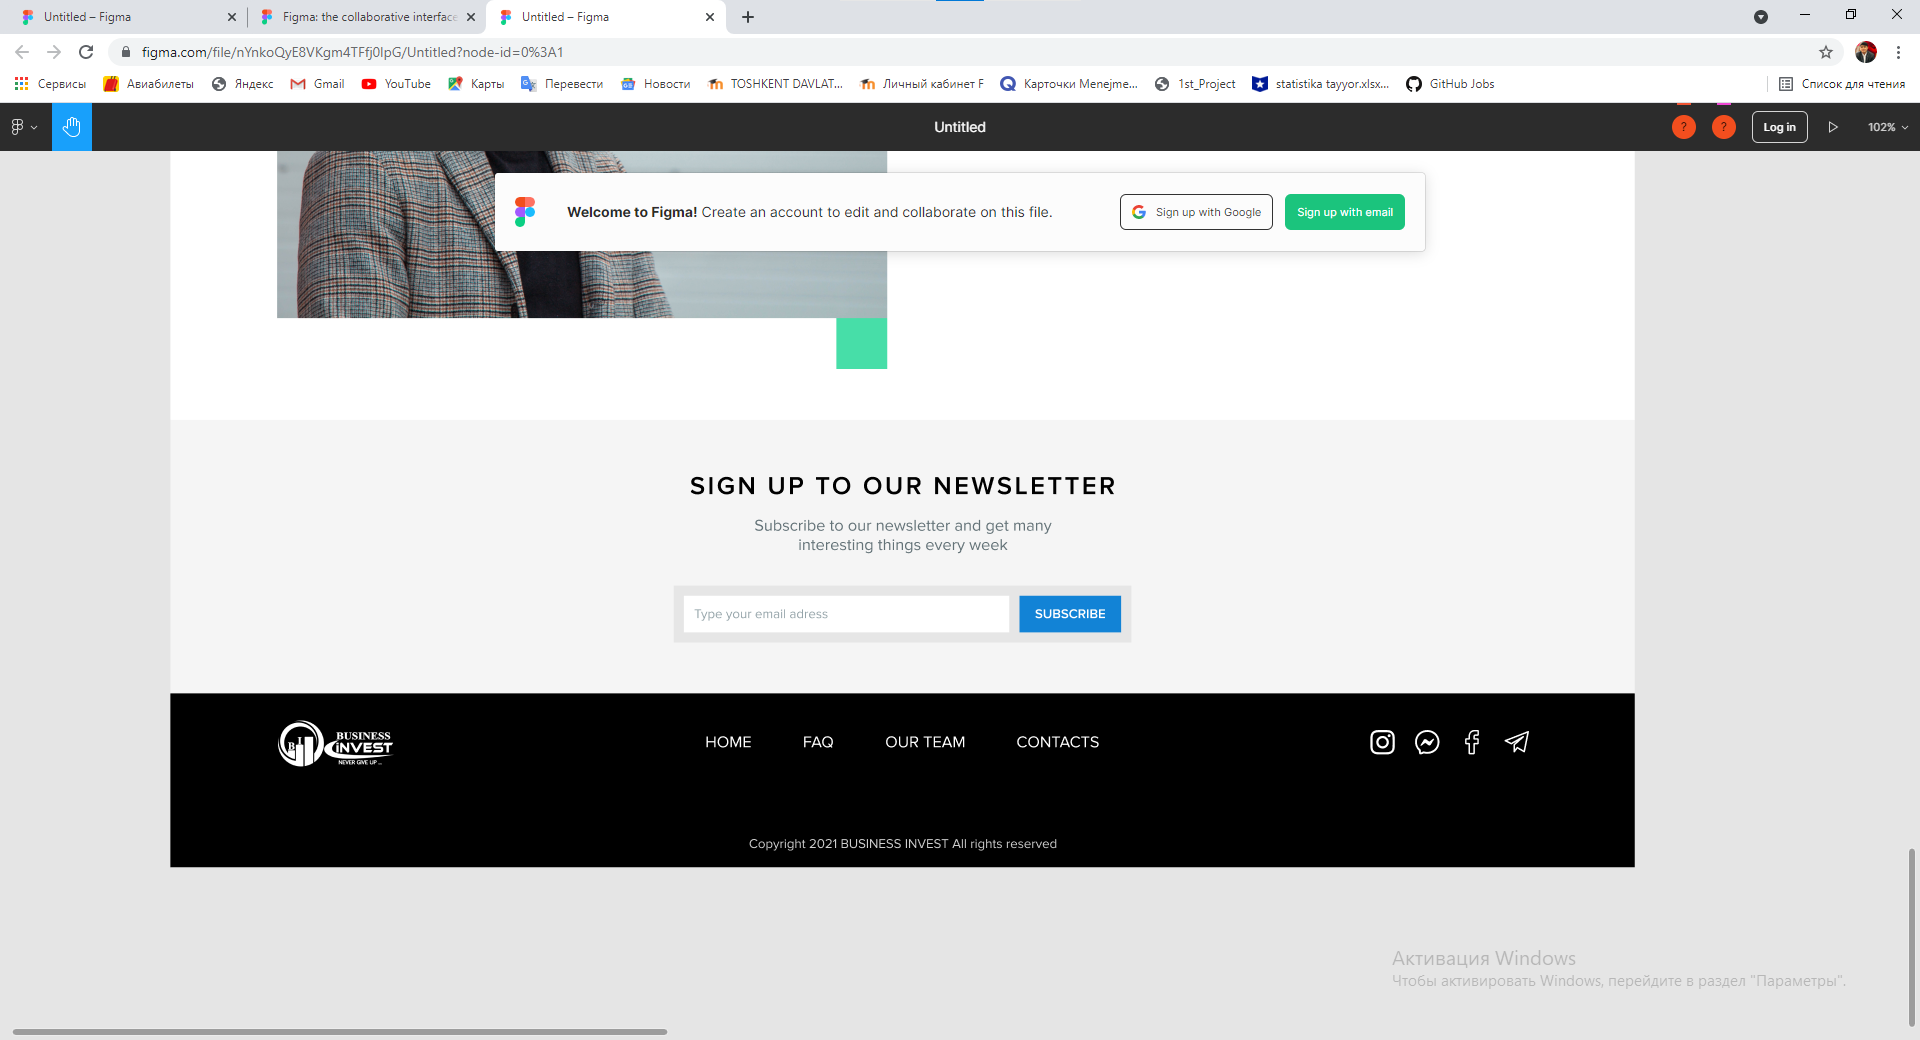 Untitled – Figma
Figma: the collaborative interface
Untitled – Figma
figma.com/file/nYnkoQyE8VKgm4TFfj0lpG/Untitled?node-id=0%3A1
Сервисы
Авиабилеты
Яндекс
Gmail
YouTube
Карты
Перевести
Новости
TOSHKENT DAVLAT...
Личный кабинет F
Карточки Menejme...
1st_Project
statistika tayyor.xlsx...
GitHub Jobs
Список для чтения
Untitled
?
?
Log in
102%
Welcome to Figma! Create an account to edit and collaborate on this file.
Sign up with Google
Sign up with email
SIGN UP TO OUR NEWSLETTER
Subscribe to our newsletter and get many
interesting things every week
Type your email adress
SUBSCRIBE
B I
BUSINESS
INVEST
NEVER GIVE UP ...
HOME
FAQ
OUR TEAM
CONTACTS
Copyright 2021 BUSINESS INVEST All rights reserved
Активация Windows
Чтобы активировать Windows, перейдите в раздел "Параметры".